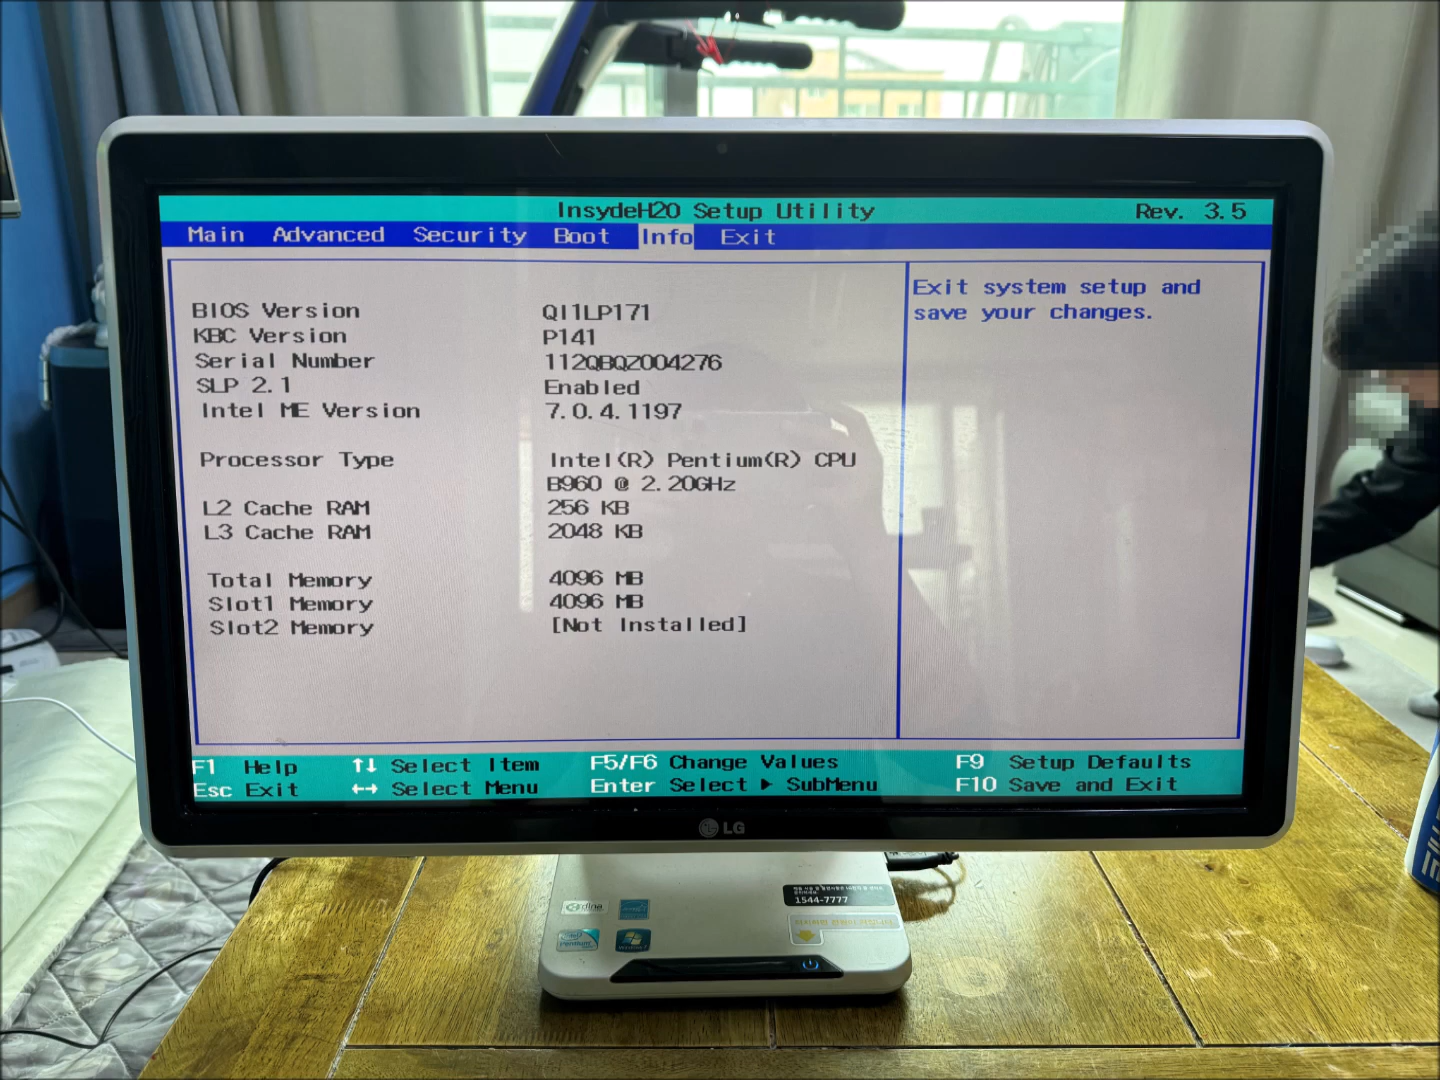 InsydeH20 Setup Utility Rev. 3.5
Main Advanced Security Boot Info Exit
BIOS Version QI1LP171
KBC Version P141
Serial Number 112QBQZ004276
SLP 2.1 Enabled
Intel ME Version 7.0.4.1197
Processor Type Intel(R) Pentium(R) CPU
B960 @ 2.20GHz
L2 Cache RAM 256 KB
L3 Cache RAM 2048 KB
Total Memory 4096 MB
Slot1 Memory 4096 MB
Slot2 Memory [Not Installed]
Exit system setup and
save your changes.
F1 Help ↑↓ Select Item F5/F6 Change Values F9 Setup Defaults
Esc Exit ←→ Select Menu Enter Select ▶ SubMenu F10 Save and Exit
LG
dlna
1544-7777
intel
Pentium